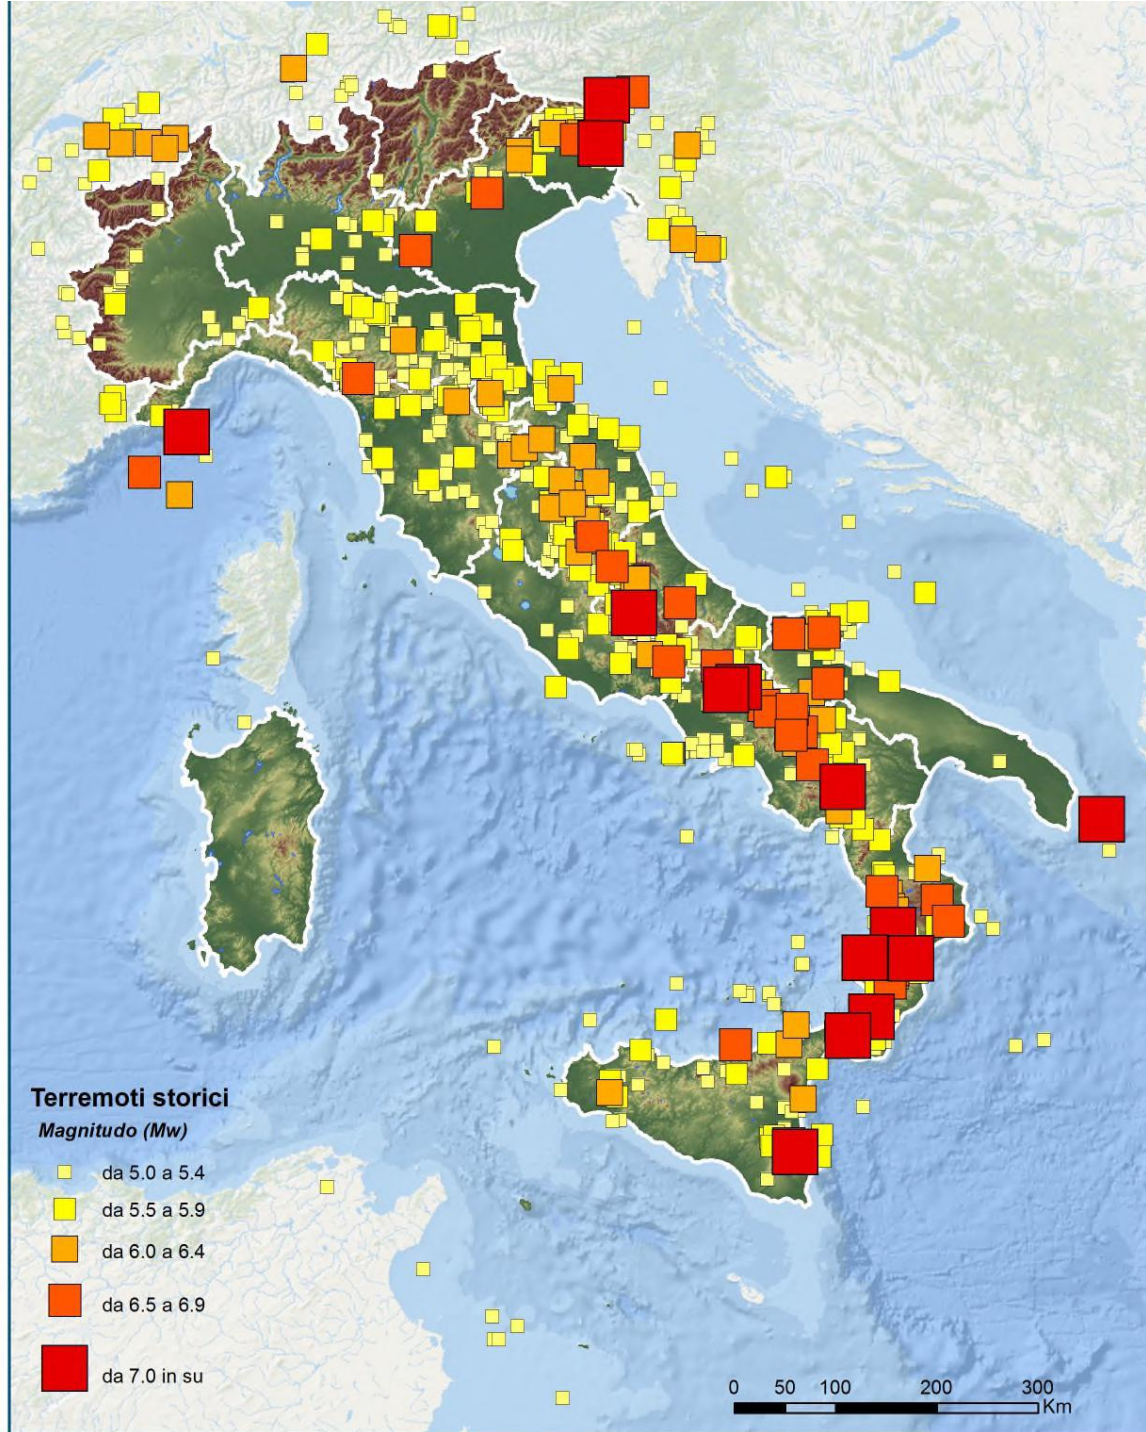 Terremoti storici
Magnitudo (Mw)
da 5.0 a 5.4
da 5.5 a 5.9
da 6.0 a 6.4
da 6.5 a 6.9
da 7.0 in su
0 50 100 200 300
Km